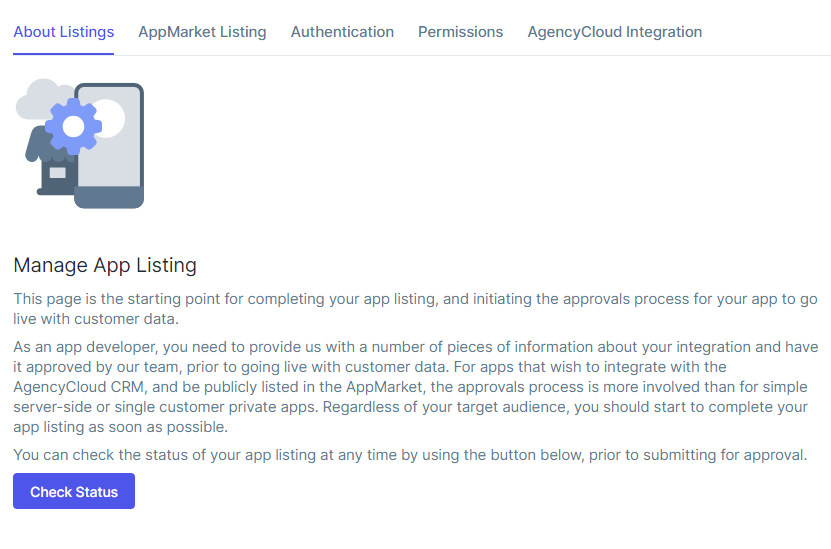 About Listings AppMarket Listing Authentication Permissions AgencyCloud Integration
Manage App Listing
This page is the starting point for completing your app listing, and initiating the approvals process for your app to go
live with customer data.
As an app developer, you need to provide us with a number of pieces of information about your integration and have
it approved by our team, prior to going live with customer data. For apps that wish to integrate with the
AgencyCloud CRM, and be publicly listed in the AppMarket, the approvals process is more involved than for simple
server-side or single customer private apps. Regardless of your target audience, you should start to complete your
app listing as soon as possible.
You can check the status of your app listing at any time by using the button below, prior to submitting for approval.
Check Status